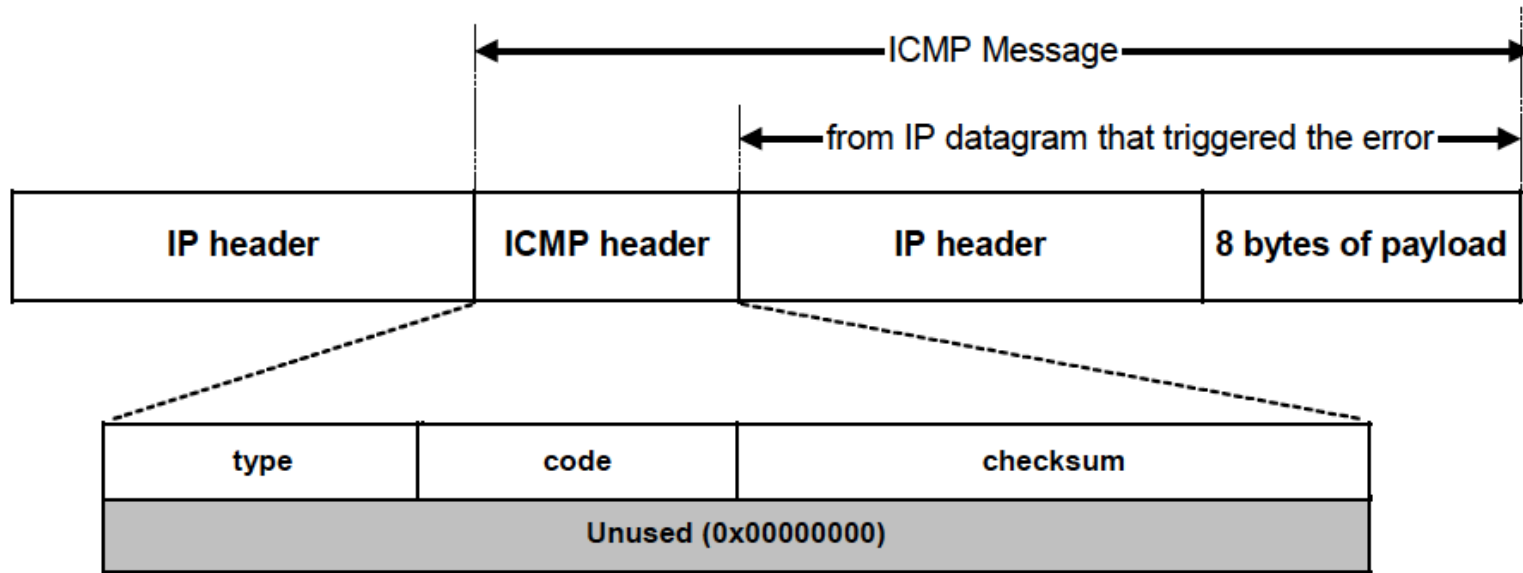 ICMP Message
from IP datagram that triggered the error
IP header ICMP header IP header 8 bytes of payload
type code checksum
Unused (0x00000000)